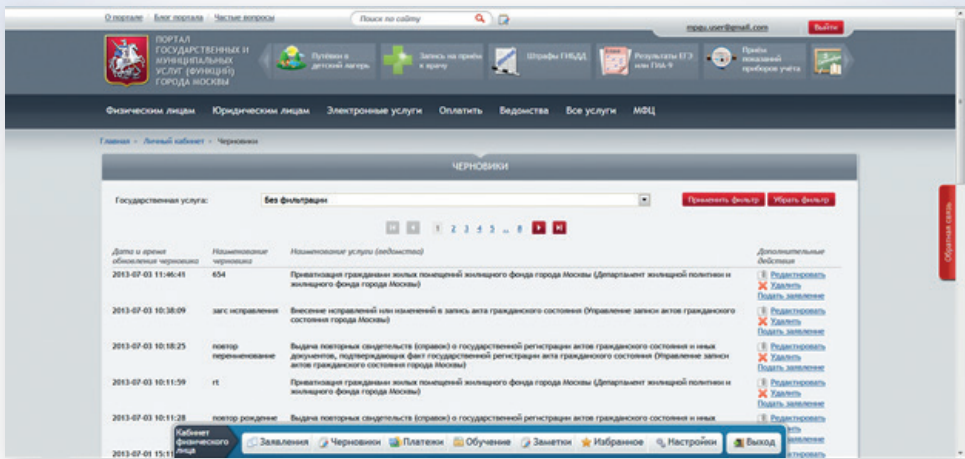 О портале Блог портала Частые вопросы
Поиск по сайту
mpgu.user@gmail.com Выйти
ПОРТАЛ
ГОСУДАРСТВЕННЫХ И
МУНИЦИПАЛЬНЫХ
УСЛУГ (ФУНКЦИЙ)
ГОРОДА МОСКВЫ
Путёвки в
детский лагерь
Запись на приём
к врачу
Штрафы ГИБДД
Результаты ЕГЭ
или ГИА-9
Приём
показаний
приборов учёта
Физическим лицам Юридическим лицам Электронные услуги Оплатить Ведомства Все услуги МФЦ
Главная Личный кабинет Черновики
ЧЕРНОВИКИ
Государственная услуга: Без фильтрации Применить фильтр Убрать фильтр
1 2 3 4 5 ... 8
Обратная связь
Дата и время
обновления черновика
Наименование
черновика
Наименование услуги (ведомство)
Дополнительные
действия
2013-07-03 11:46:41 654 Приватизация гражданами жилых помещений жилищного фонда города Москвы (Департамент жилищной политики и
жилищного фонда города Москвы)
Редактировать
Удалить
Подать заявление
2013-07-03 10:38:09 загс исправления Внесение исправлений или изменений в запись акта гражданского состояния (Управление записи актов гражданского
состояния города Москвы)
Редактировать
Удалить
Подать заявление
2013-07-03 10:18:25 повтор
переименование
Выдача повторных свидетельств (справок) о государственной регистрации актов гражданского состояния и иных
документов, подтверждающих факт государственной регистрации акта гражданского состояния (Управление записи
актов гражданского состояния города Москвы)
Редактировать
Удалить
Подать заявление
2013-07-03 10:11:59 rt Приватизация гражданами жилых помещений жилищного фонда города Москвы (Департамент жилищной политики и
жилищного фонда города Москвы)
Редактировать
Удалить
Подать заявление
2013-07-03 10:11:28 повтор рождение Выдача повторных свидетельств (справок) о государственной регистрации актов гражданского состояния и иных
Редактировать
Кабинет
физического
лица
Заявления Черновики Платежи Обучение Заметки Избранное Настройки Выход
2013-07-01 15:11